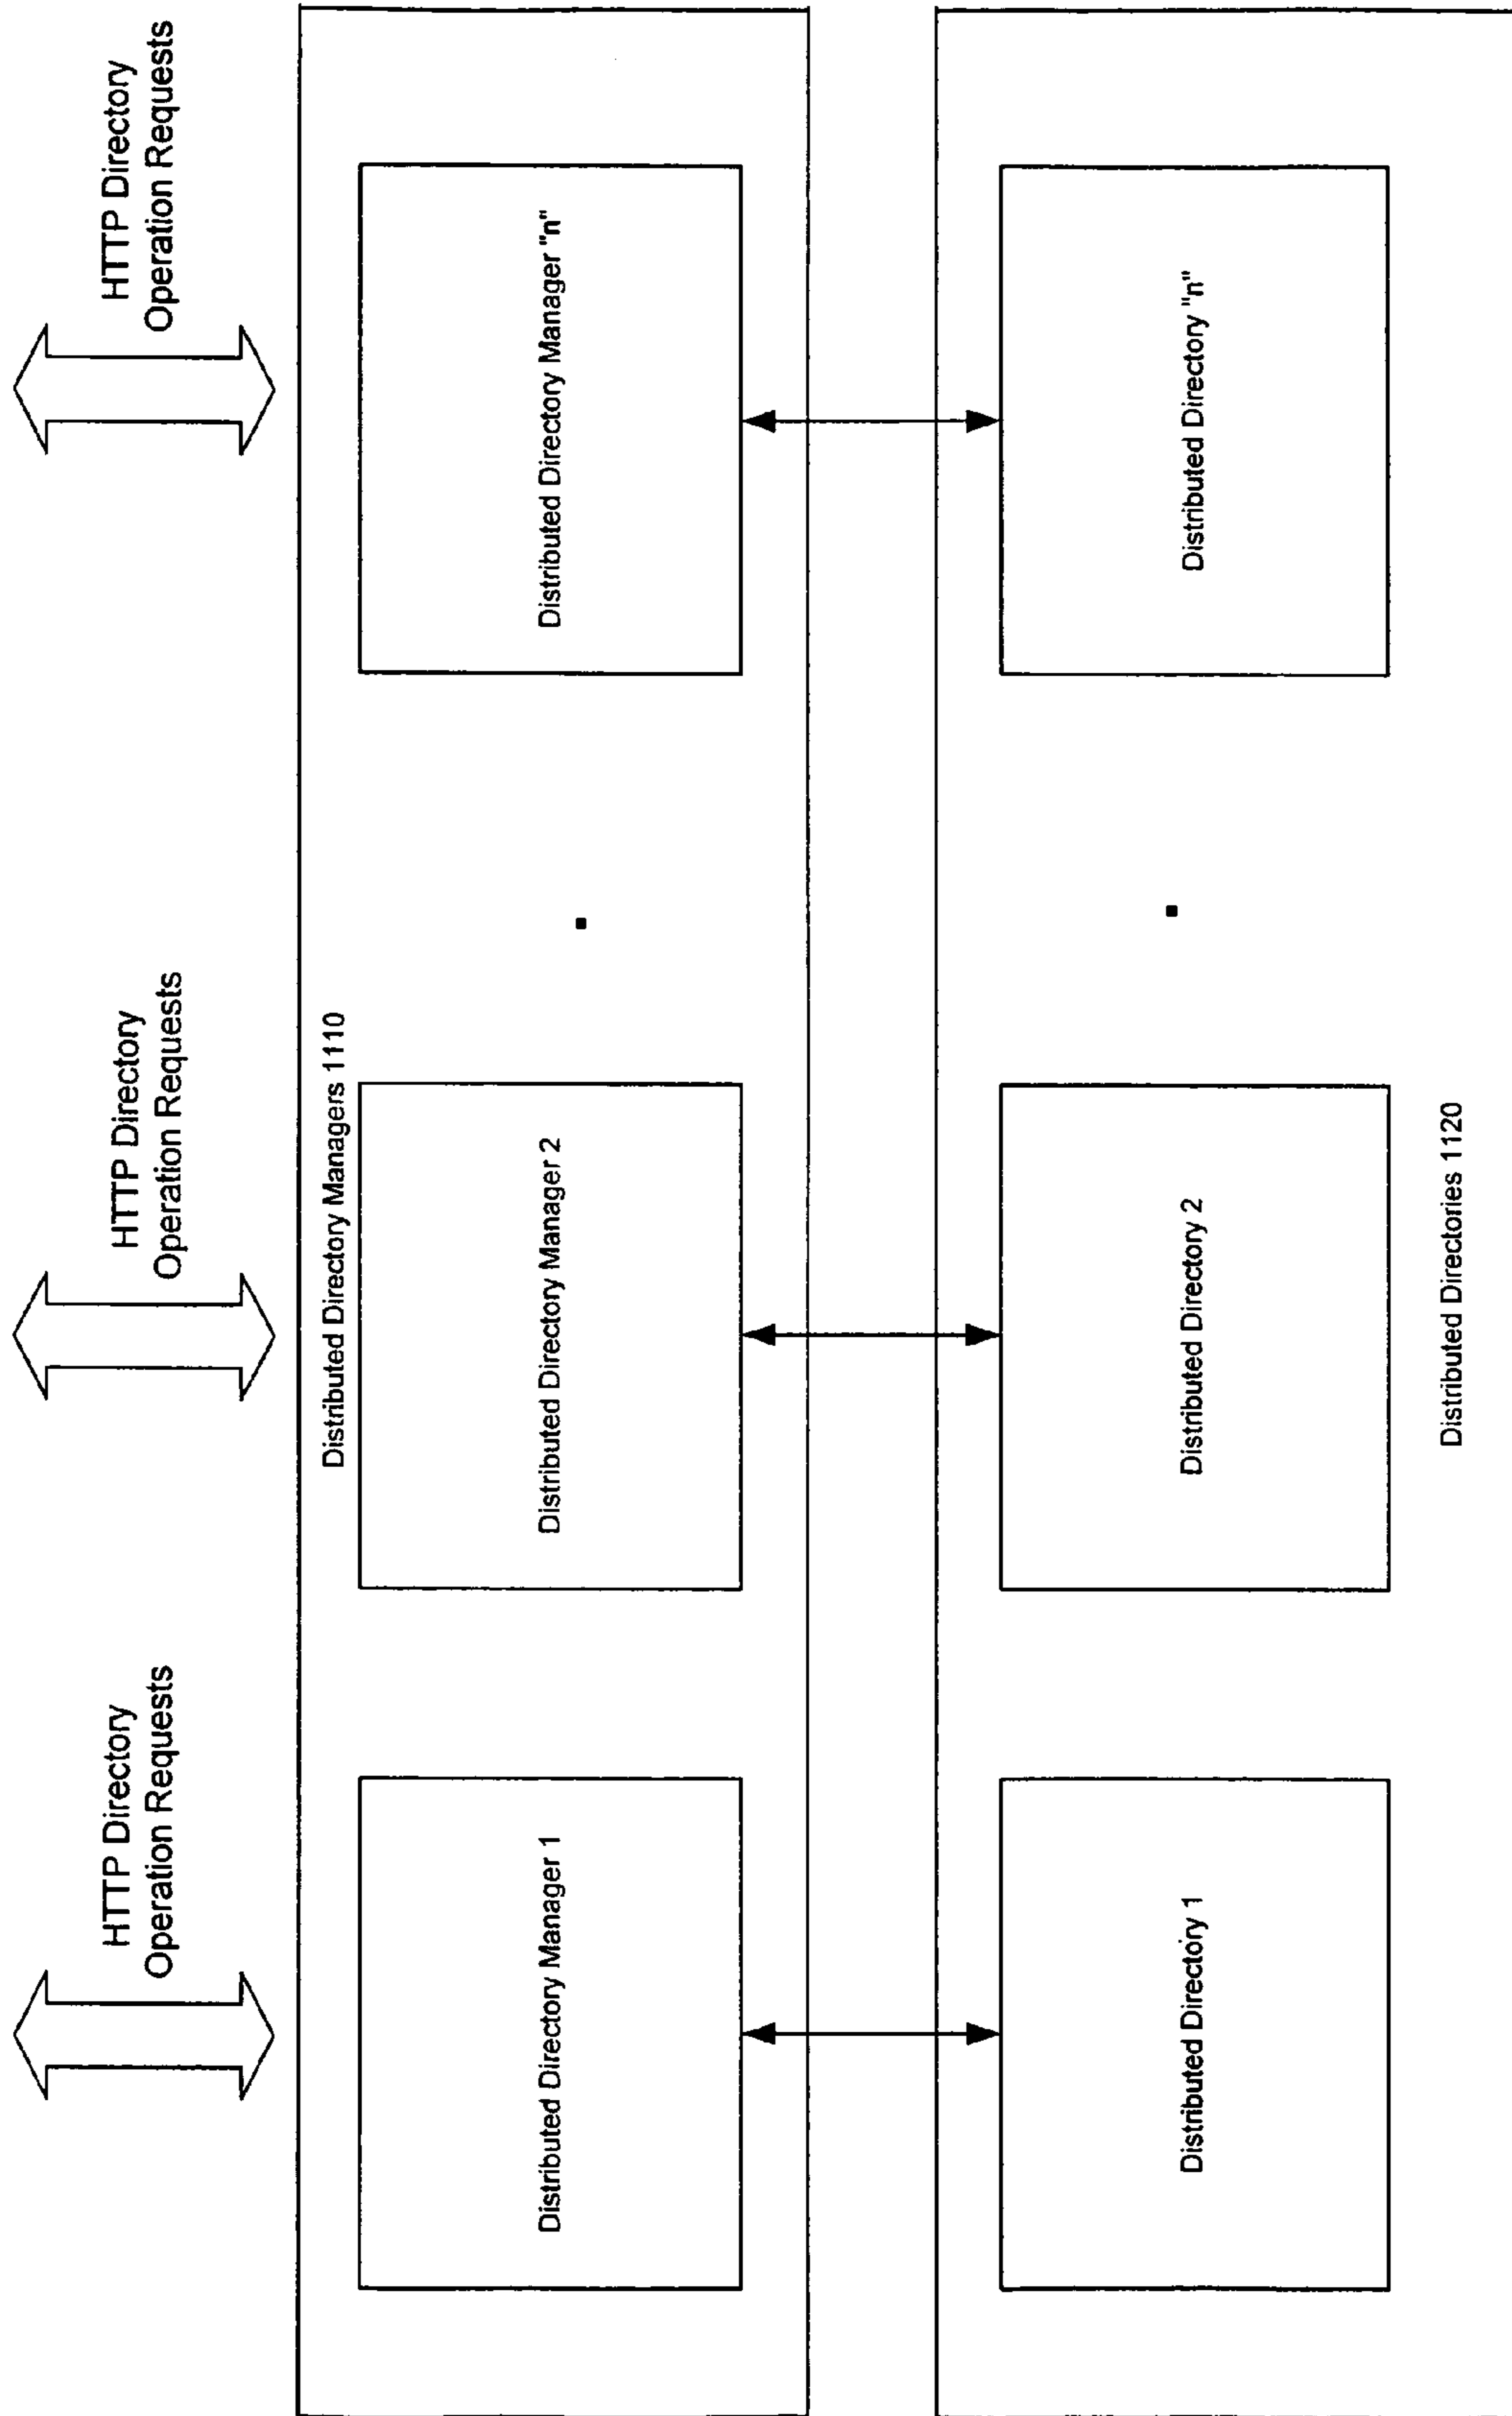 HTTP Directory
Operation Requests
HTTP Directory
Operation Requests
HTTP Directory
Operation Requests
Distributed Directory Managers 1110
Distributed Directory Manager 1
Distributed Directory Manager 2
Distributed Directory Manager "n"
Distributed Directory 1
Distributed Directory 2
Distributed Directory "n"
Distributed Directories 1120